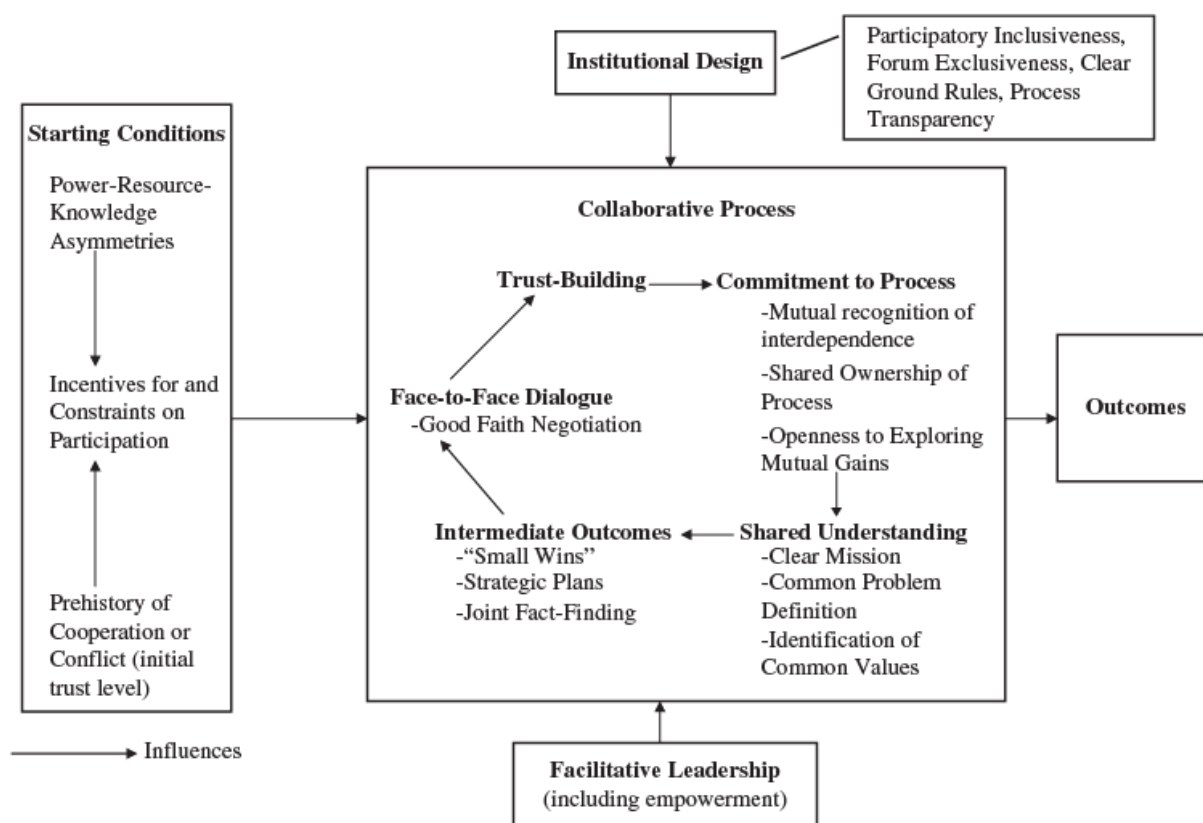 Institutional Design
Participatory Inclusiveness,
Forum Exclusiveness, Clear
Ground Rules, Process
Transparency
Starting Conditions
Power-Resource-
Knowledge
Asymmetries
Incentives for and
Constraints on
Participation
Prehistory of
Cooperation or
Conflict (initial
trust level)
Collaborative Process
Trust-Building
Commitment to Process
-Mutual recognition of
interdependence
-Shared Ownership of
Process
-Openness to Exploring
Mutual Gains
Face-to-Face Dialogue
-Good Faith Negotiation
Intermediate Outcomes
-“Small Wins”
-Strategic Plans
-Joint Fact-Finding
Shared Understanding
-Clear Mission
-Common Problem
Definition
-Identification of
Common Values
Outcomes
Influences
Facilitative Leadership
(including empowerment)